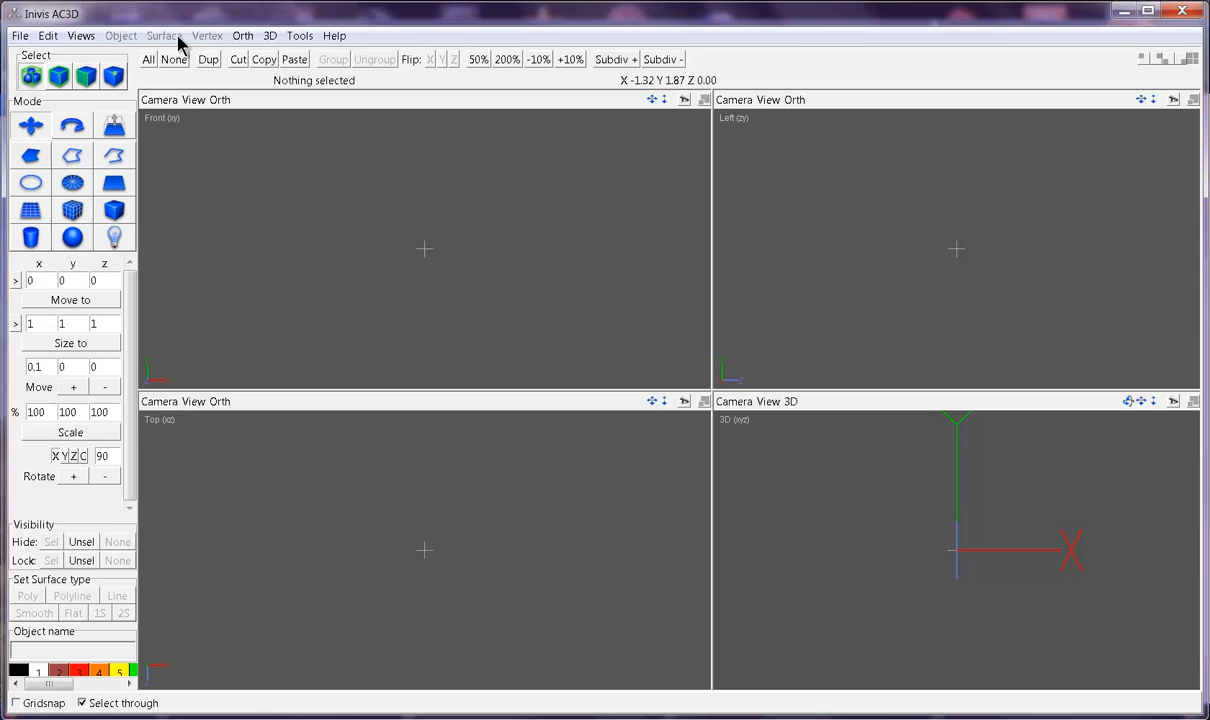 Inivis AC3D
File Edit Views Object Surface Vertex Orth 3D Tools Help
Select
All None Dup Cut Copy Paste Group Ungroup Flip: X Y Z 50% 200% -10% +10% Subdiv + Subdiv -
Nothing selected X -1.32 Y 1.87 Z 0.00
Mode
Camera View Orth
Front (xy)
Camera View Orth
Left (zy)
Y
Z
Camera View Orth
Top (xz)
Camera View 3D
3D (xyz)
Y
X
x y z
> 0 0 0
Move to
> 1 1 1
Size to
0.1 0 0
Move + -
% 100 100 100
Scale
X Y Z C 90
Rotate + -
Visibility
Hide: Sel Unsel None
Lock: Sel Unsel None
Set Surface type
Poly Polyline Line
Smooth Flat 1S 2S
Object name
1 2 3 4 5
Gridsnap Select through